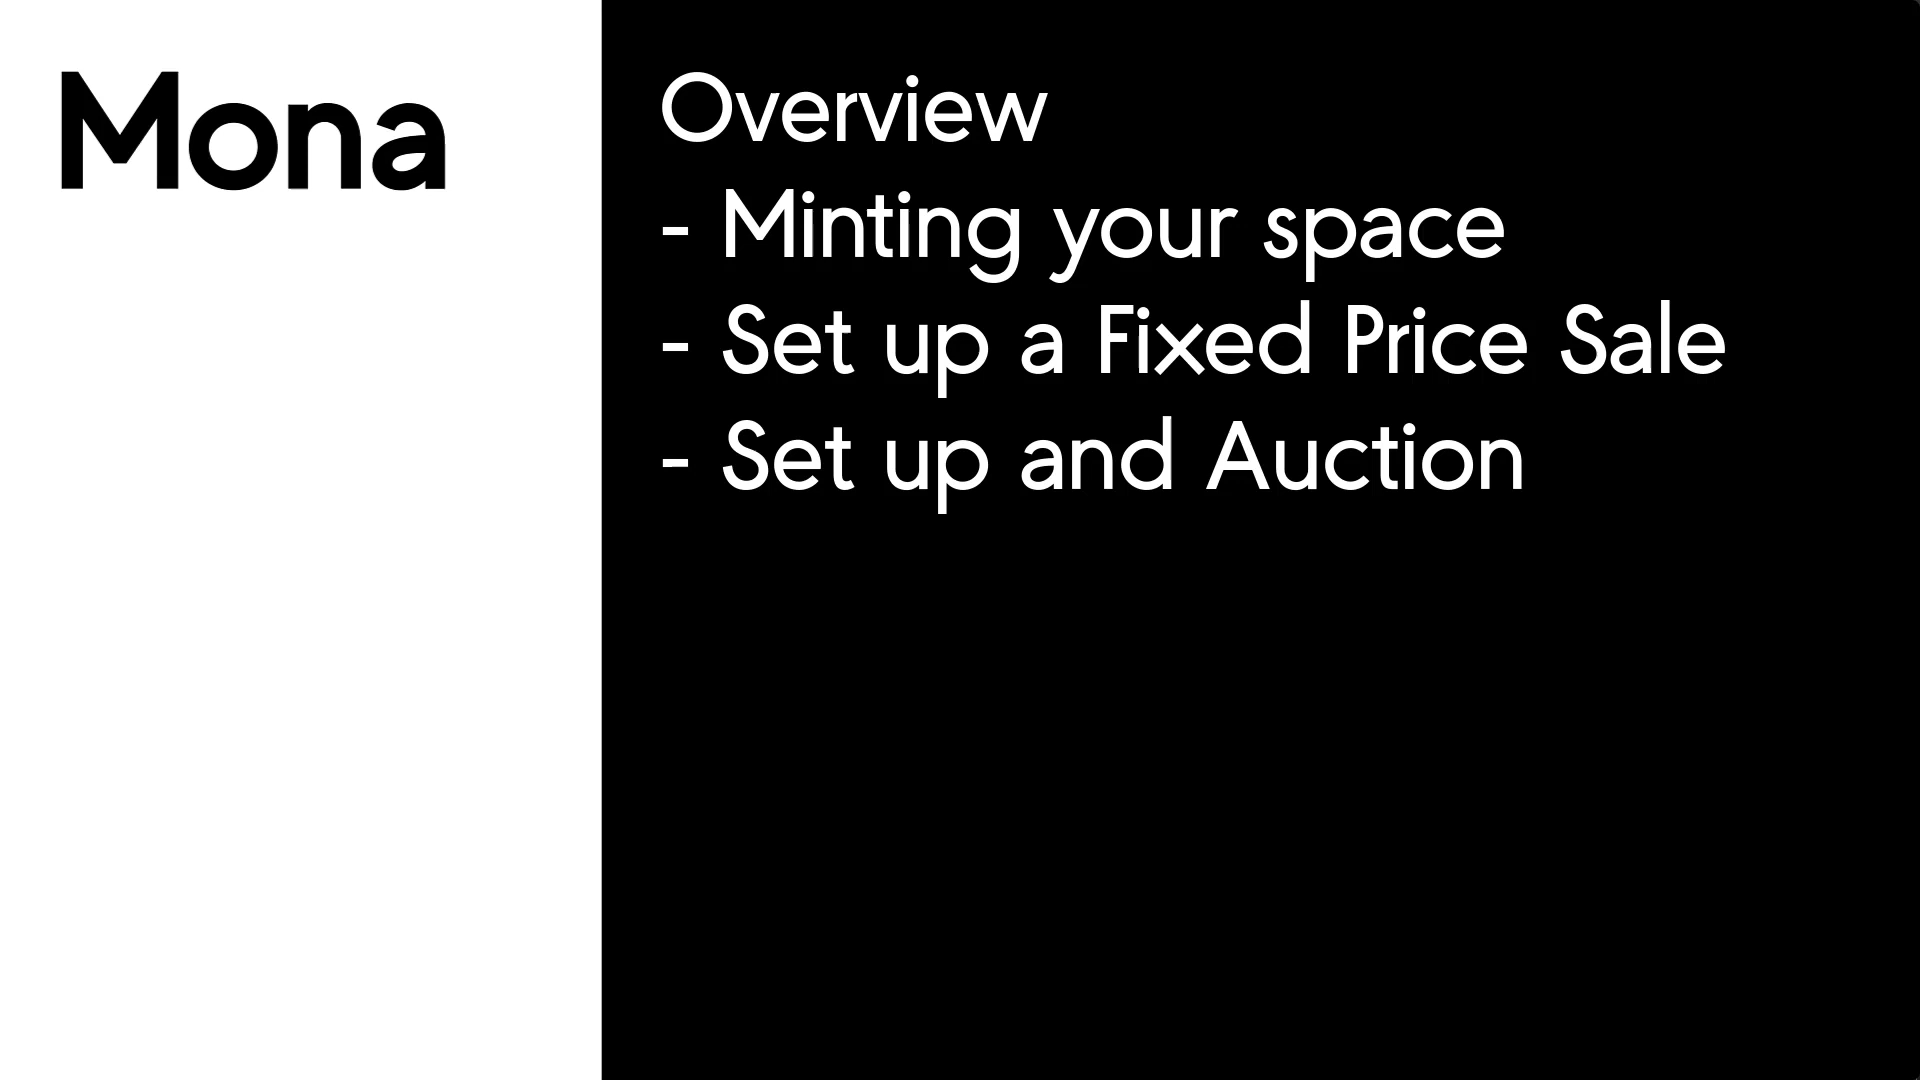 Mona
Overview
- Minting your space
- Set up a Fixed Price Sale
- Set up and Auction